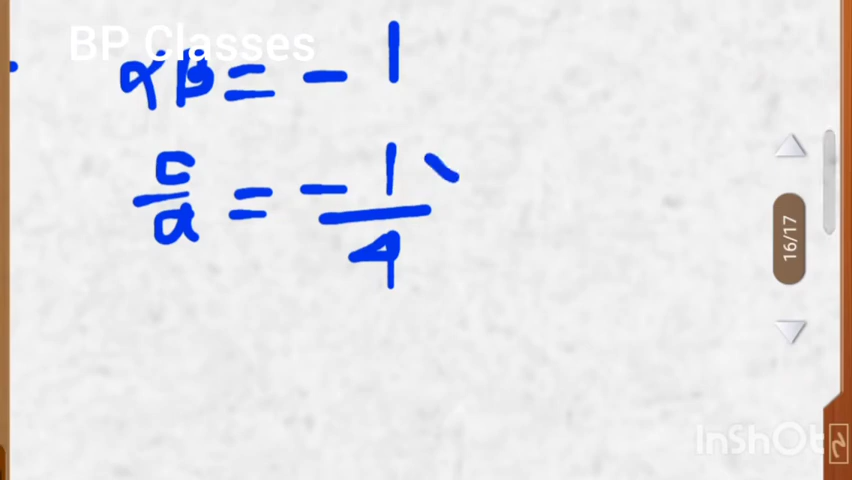 BP Classes
αβ = - 1
c/a = - 1/4
16/17
InShOt